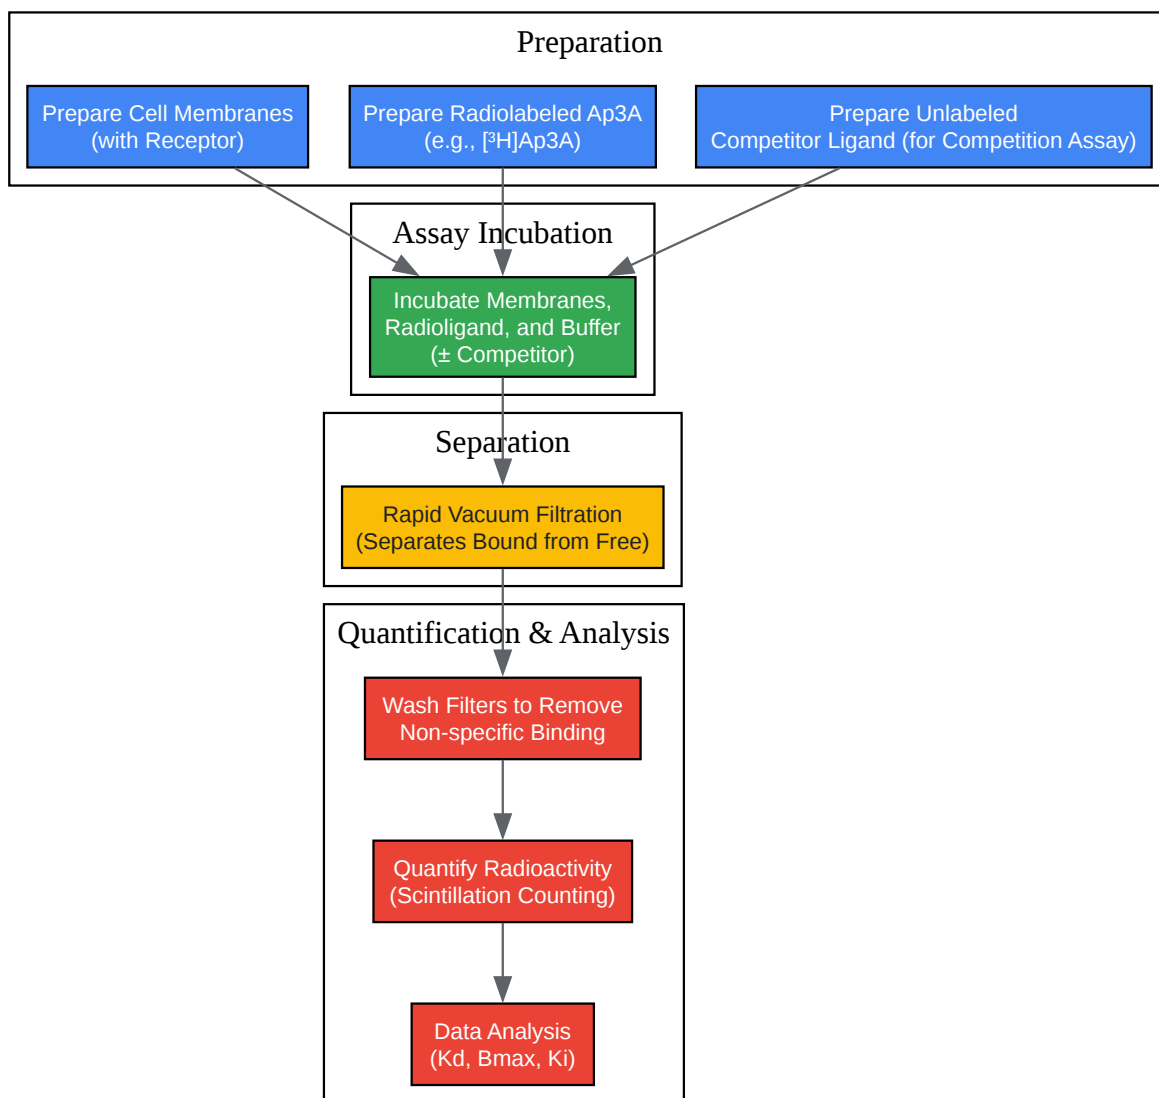 Preparation
Prepare Cell Membranes
(with Receptor)
Prepare Radiolabeled Ap3A
(e.g., [³H]Ap3A)
Prepare Unlabeled
Competitor Ligand (for Competition Assay)
Assay Incubation
Incubate Membranes,
Radioligand, and Buffer
(± Competitor)
Separation
Rapid Vacuum Filtration
(Separates Bound from Free)
Quantification & Analysis
Wash Filters to Remove
Non-specific Binding
Quantify Radioactivity
(Scintillation Counting)
Data Analysis
(Kd, Bmax, Ki)